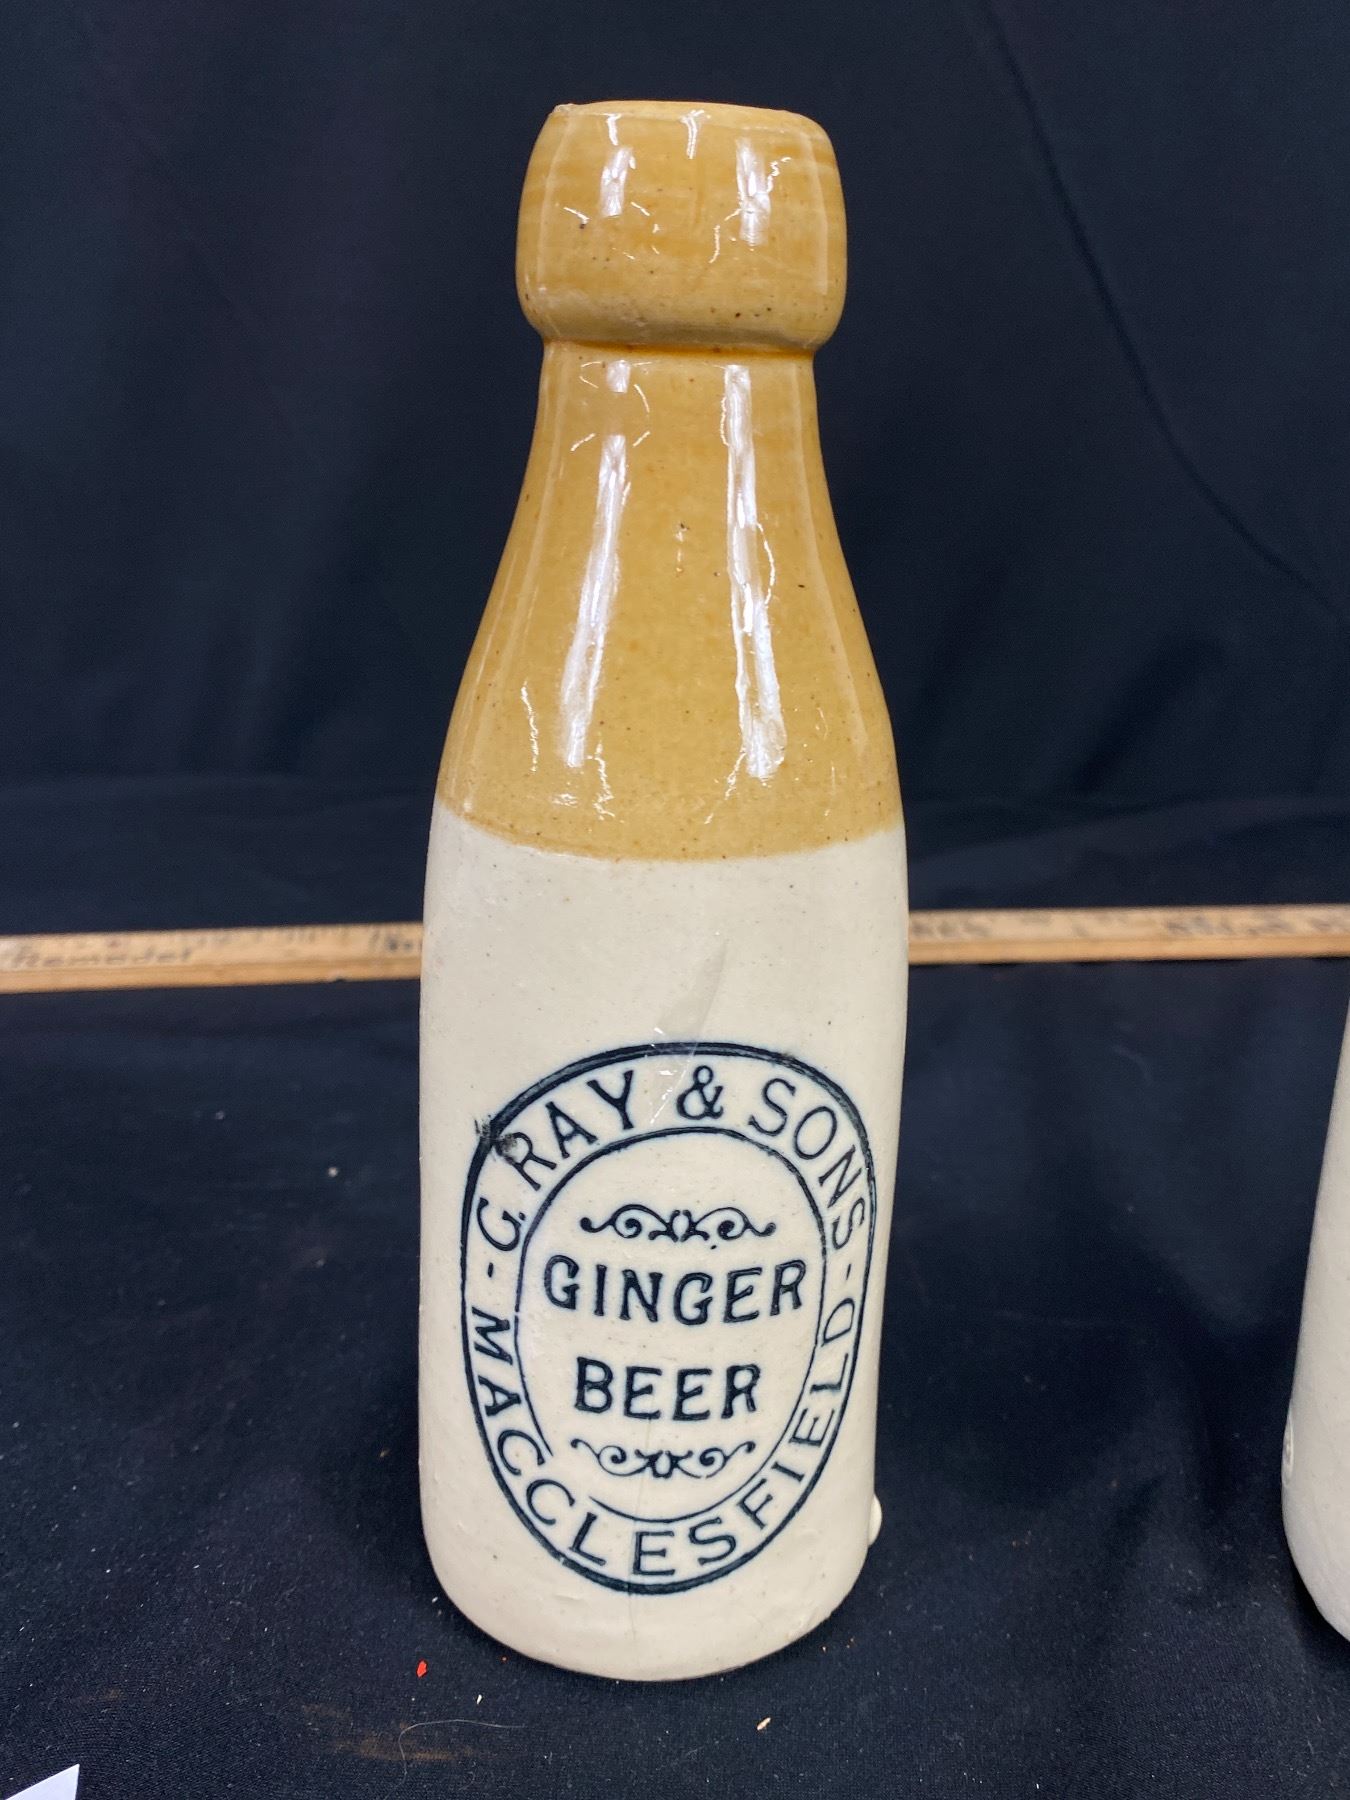 G. RAY & SONS
GINGER
BEER
- MACCLESFIELD -